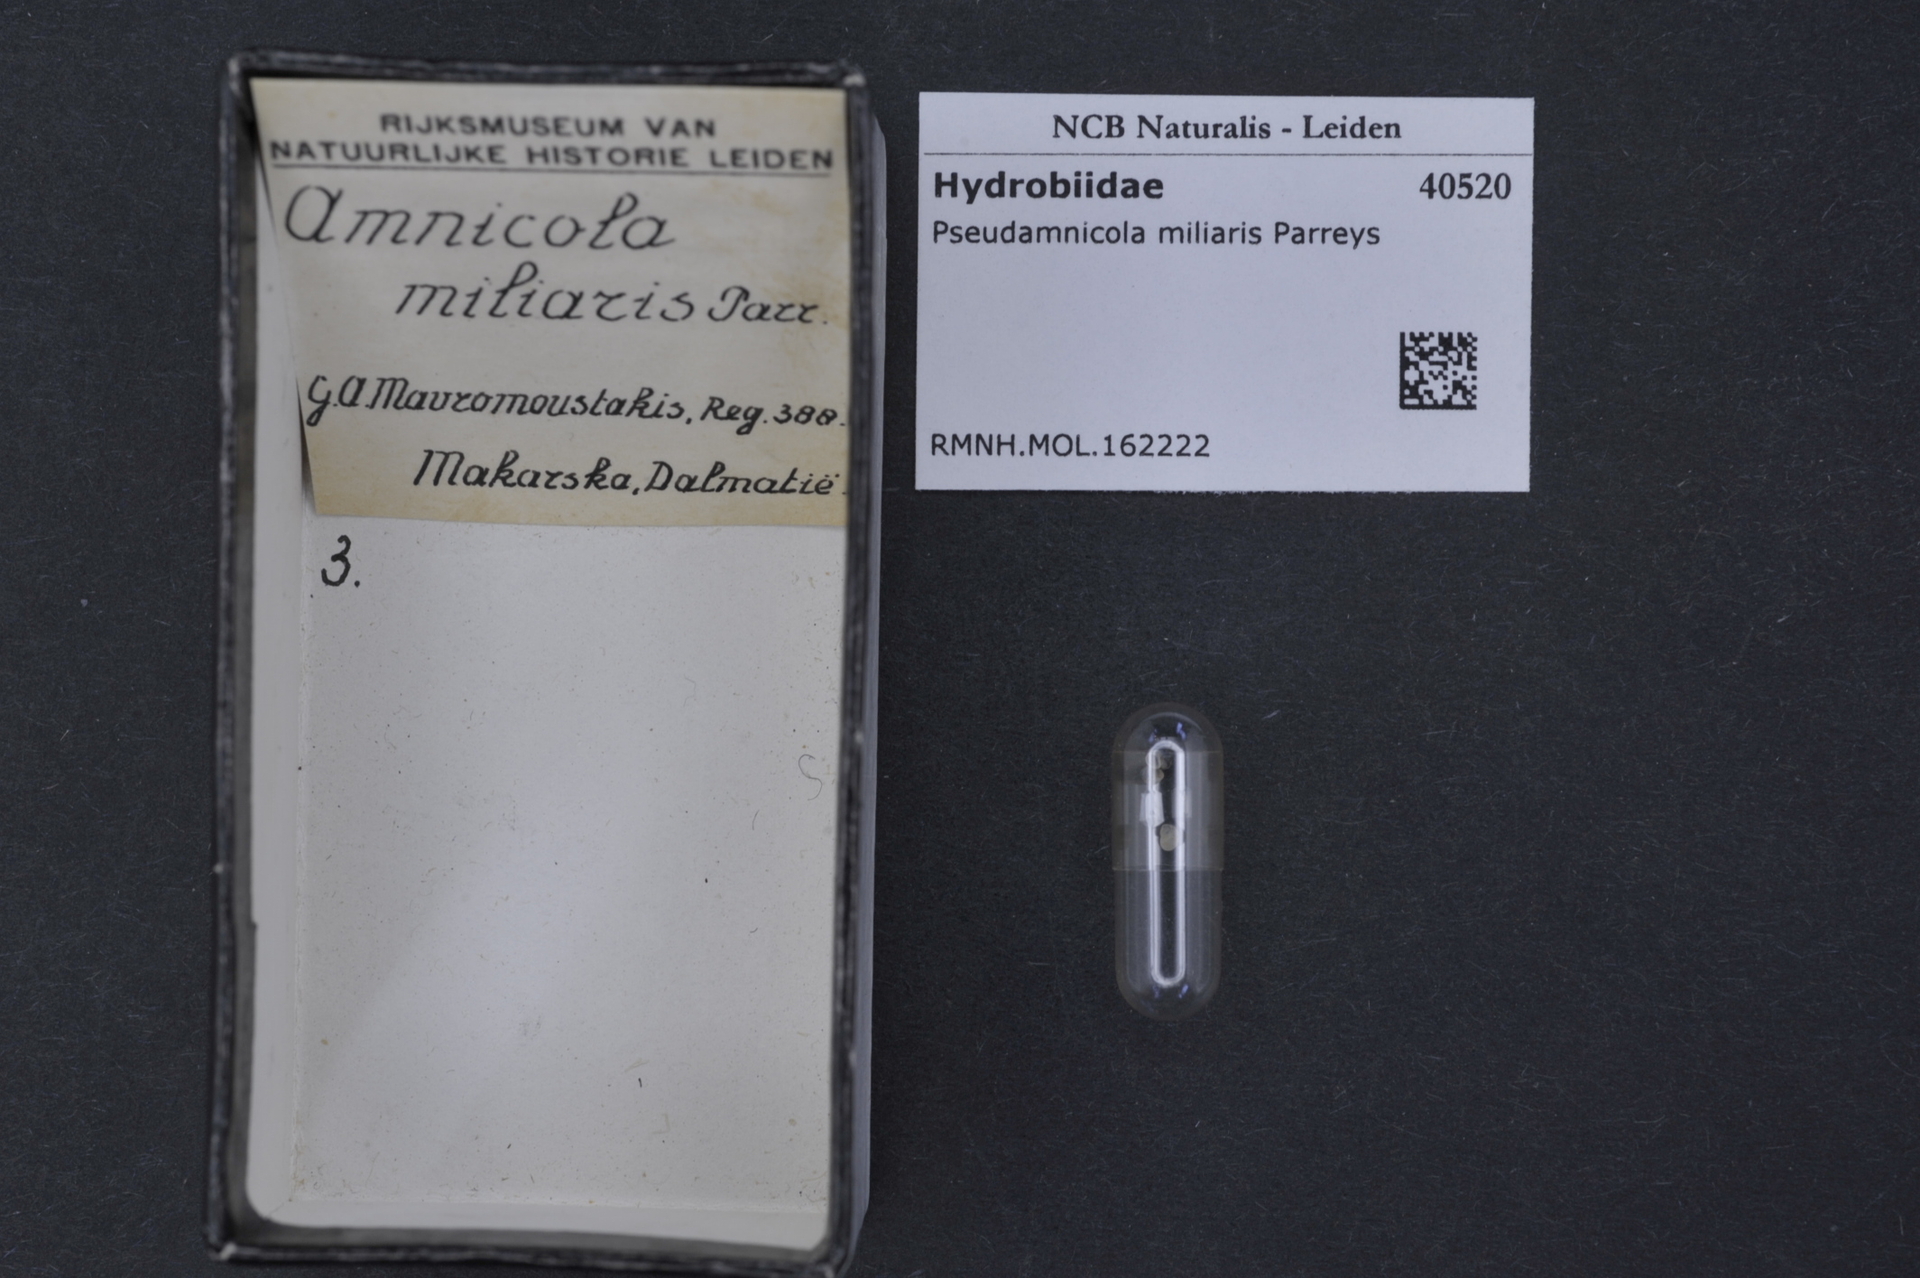 RIJKSMUSEUM VAN
NATUURLIJKE HISTORIE LEIDEN
Amnicola
miliaris Parr.
G.A. Mavromoustakis, Reg. 388.
Makarska, Dalmatië.
3.
NCB Naturalis - Leiden
Hydrobiidae 40520
Pseudamnicola miliaris Parreys
RMNH.MOL.162222